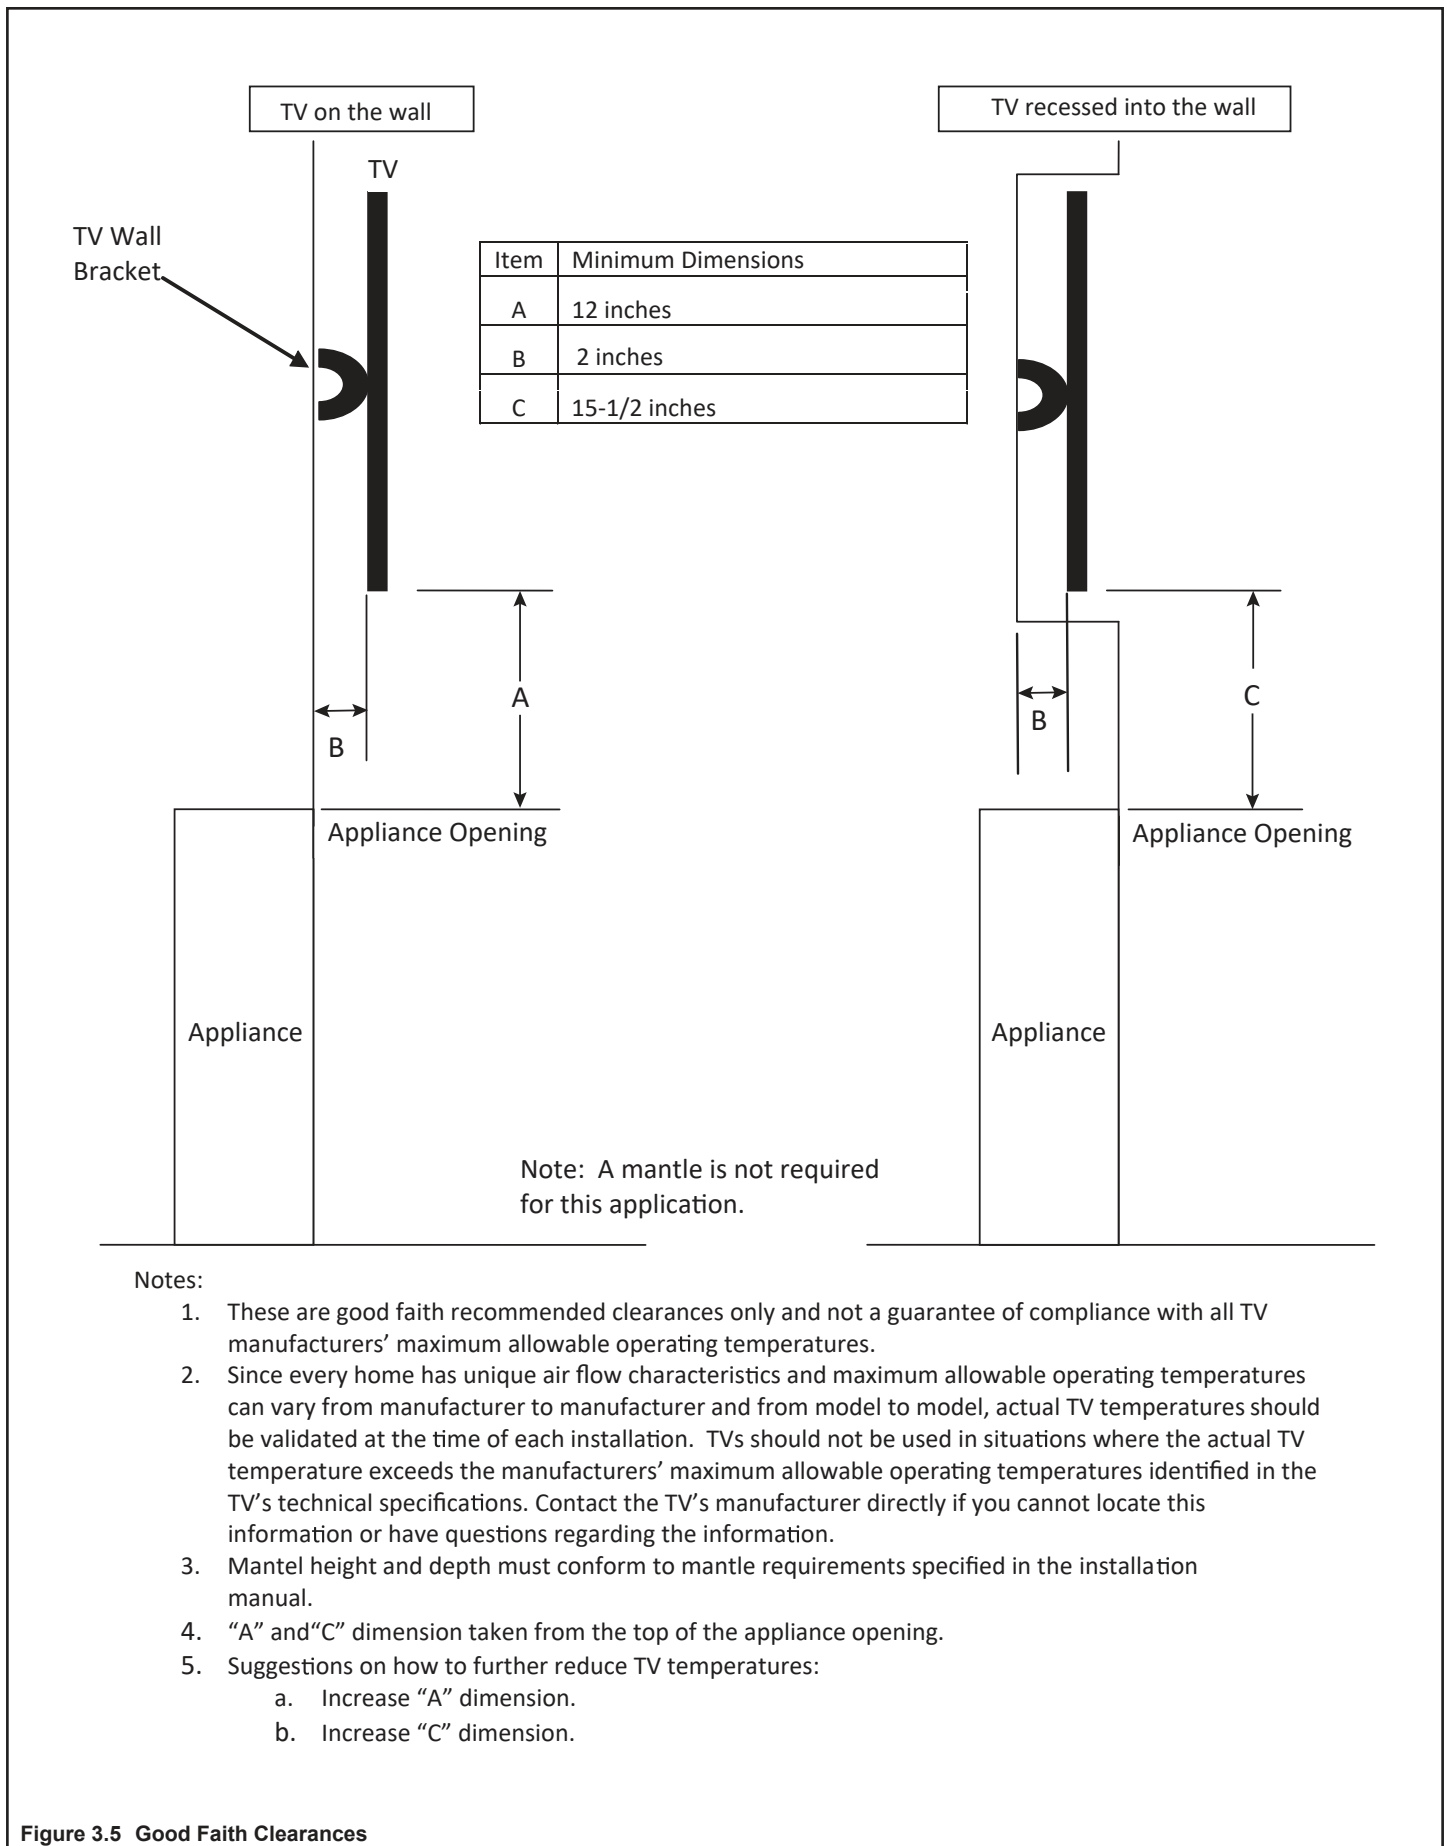 TV on the wall
TV recessed into the wall
TV
TV Wall
Bracket
Item Minimum Dimensions
A 12 inches
B 2 inches
C 15-1/2 inches
A
B
C
B
Appliance Opening
Appliance Opening
Appliance
Appliance
Note: A mantle is not required
for this application.
Notes:
1. These are good faith recommended clearances only and not a guarantee of compliance with all TV
manufacturers’ maximum allowable operating temperatures.
2. Since every home has unique air flow characteristics and maximum allowable operating temperatures
can vary from manufacturer to manufacturer and from model to model, actual TV temperatures should
be validated at the time of each installation. TVs should not be used in situations where the actual TV
temperature exceeds the manufacturers’ maximum allowable operating temperatures identified in the
TV’s technical specifications. Contact the TV’s manufacturer directly if you cannot locate this
information or have questions regarding the information.
3. Mantel height and depth must conform to mantle requirements specified in the installation
manual.
4. “A” and“C” dimension taken from the top of the appliance opening.
5. Suggestions on how to further reduce TV temperatures:
a. Increase “A” dimension.
b. Increase “C” dimension.
Figure 3.5 Good Faith Clearances